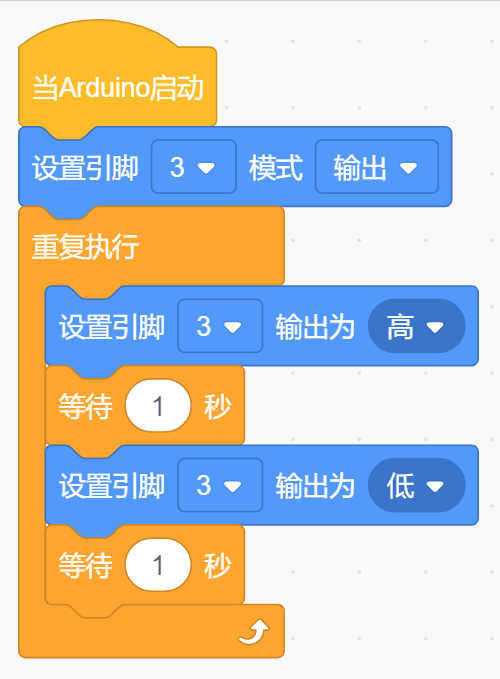 当Arduino启动
设置引脚 3 模式 输出
重复执行
设置引脚 3 输出为 高
等待 1 秒
设置引脚 3 输出为 低
等待 1 秒